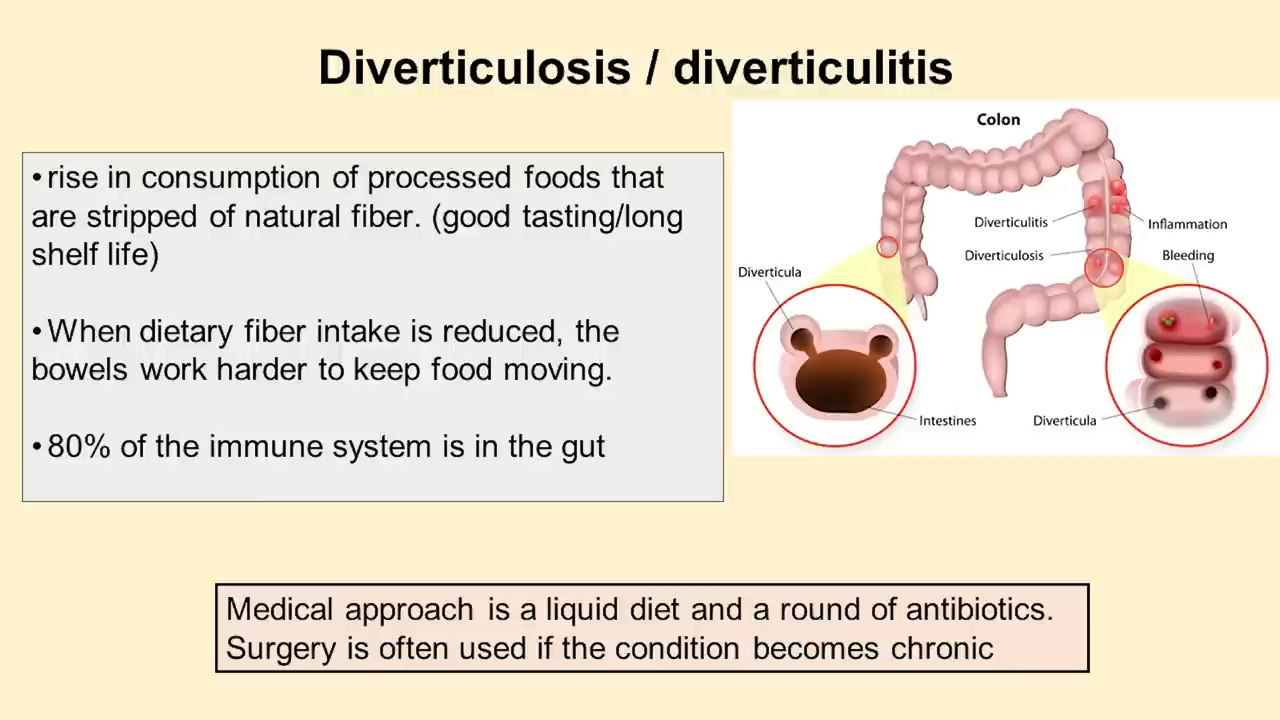 Diverticulosis / diverticulitis
•rise in consumption of processed foods that
are stripped of natural fiber. (good tasting/long
shelf life)
•When dietary fiber intake is reduced, the
bowels work harder to keep food moving.
•80% of the immune system is in the gut
Colon
Diverticulitis
Inflammation
Diverticulosis
Bleeding
Diverticula
Intestines
Diverticula
Medical approach is a liquid diet and a round of antibiotics.
Surgery is often used if the condition becomes chronic